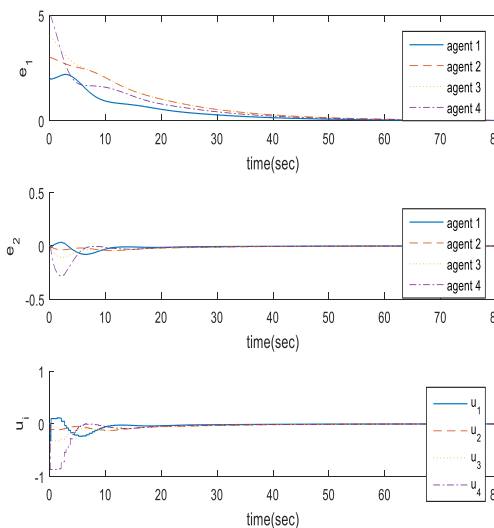 5
e1
0
0 10 20 30 40 50 60 70 80
time(sec)
agent 1
agent 2
agent 3
agent 4
0.5
e2
0
-0.5
0 10 20 30 40 50 60 70 8
time(sec)
agent 1
agent 2
agent 3
agent 4
1
ui
0
-1
0 10 20 30 40 50 60 70 8
time(sec)
u1
u2
u3
u4